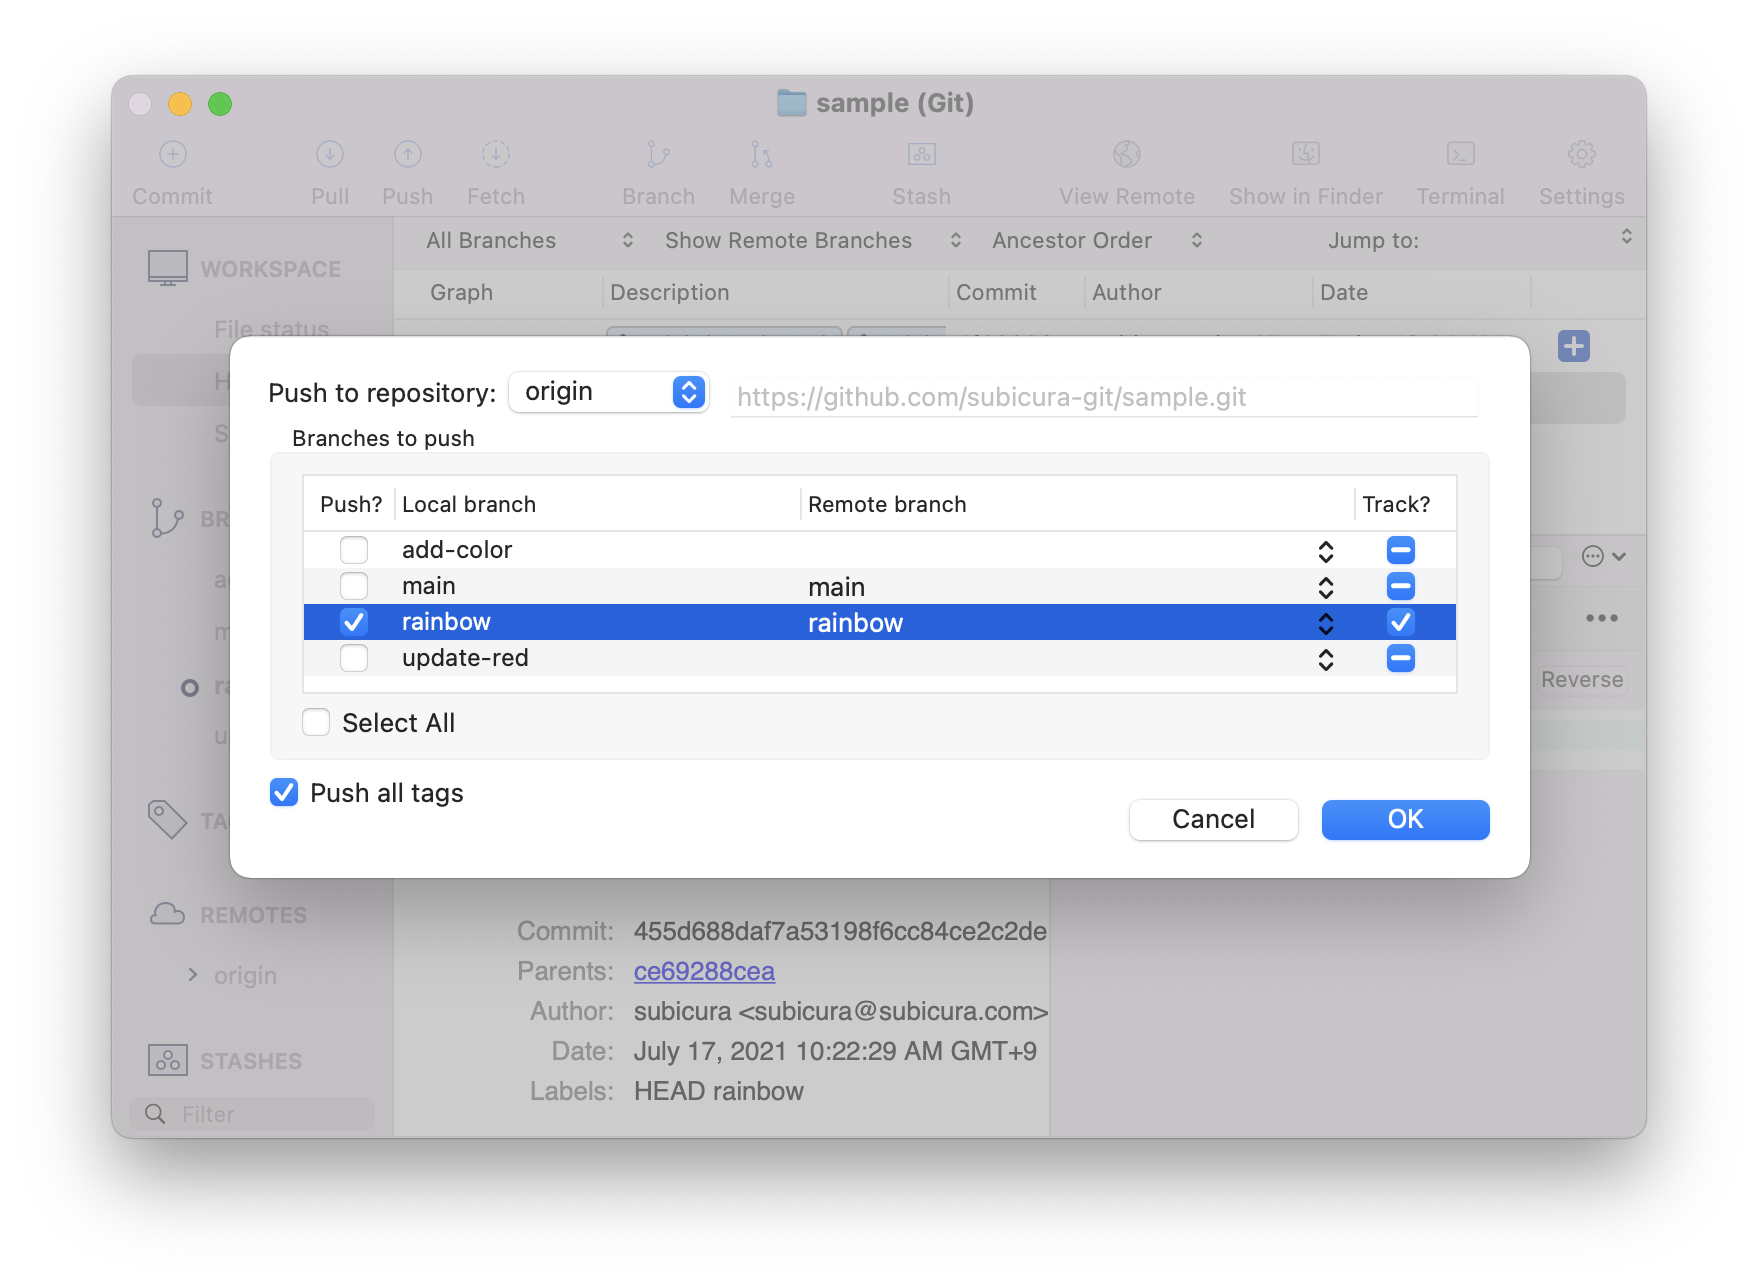 sample (Git)
Commit Pull Push Fetch Branch Merge Stash View Remote Show in Finder Terminal Settings
All Branches Show Remote Branches Ancestor Order Jump to:
WORKSPACE
Graph Description Commit Author Date
File status
Push to repository: origin https://github.com/subicura-git/sample.git
Branches to push
Push? Local branch Remote branch Track?
add-color
main main
rainbow rainbow
update-red
Reverse
Select All
Push all tags
Cancel OK
REMOTES
origin
STASHES
Filter
Commit: 455d688daf7a53198f6cc84ce2c2de
Parents: ce69288cea
Author: subicura <subicura@subicura.com>
Date: July 17, 2021 10:22:29 AM GMT+9
Labels: HEAD rainbow